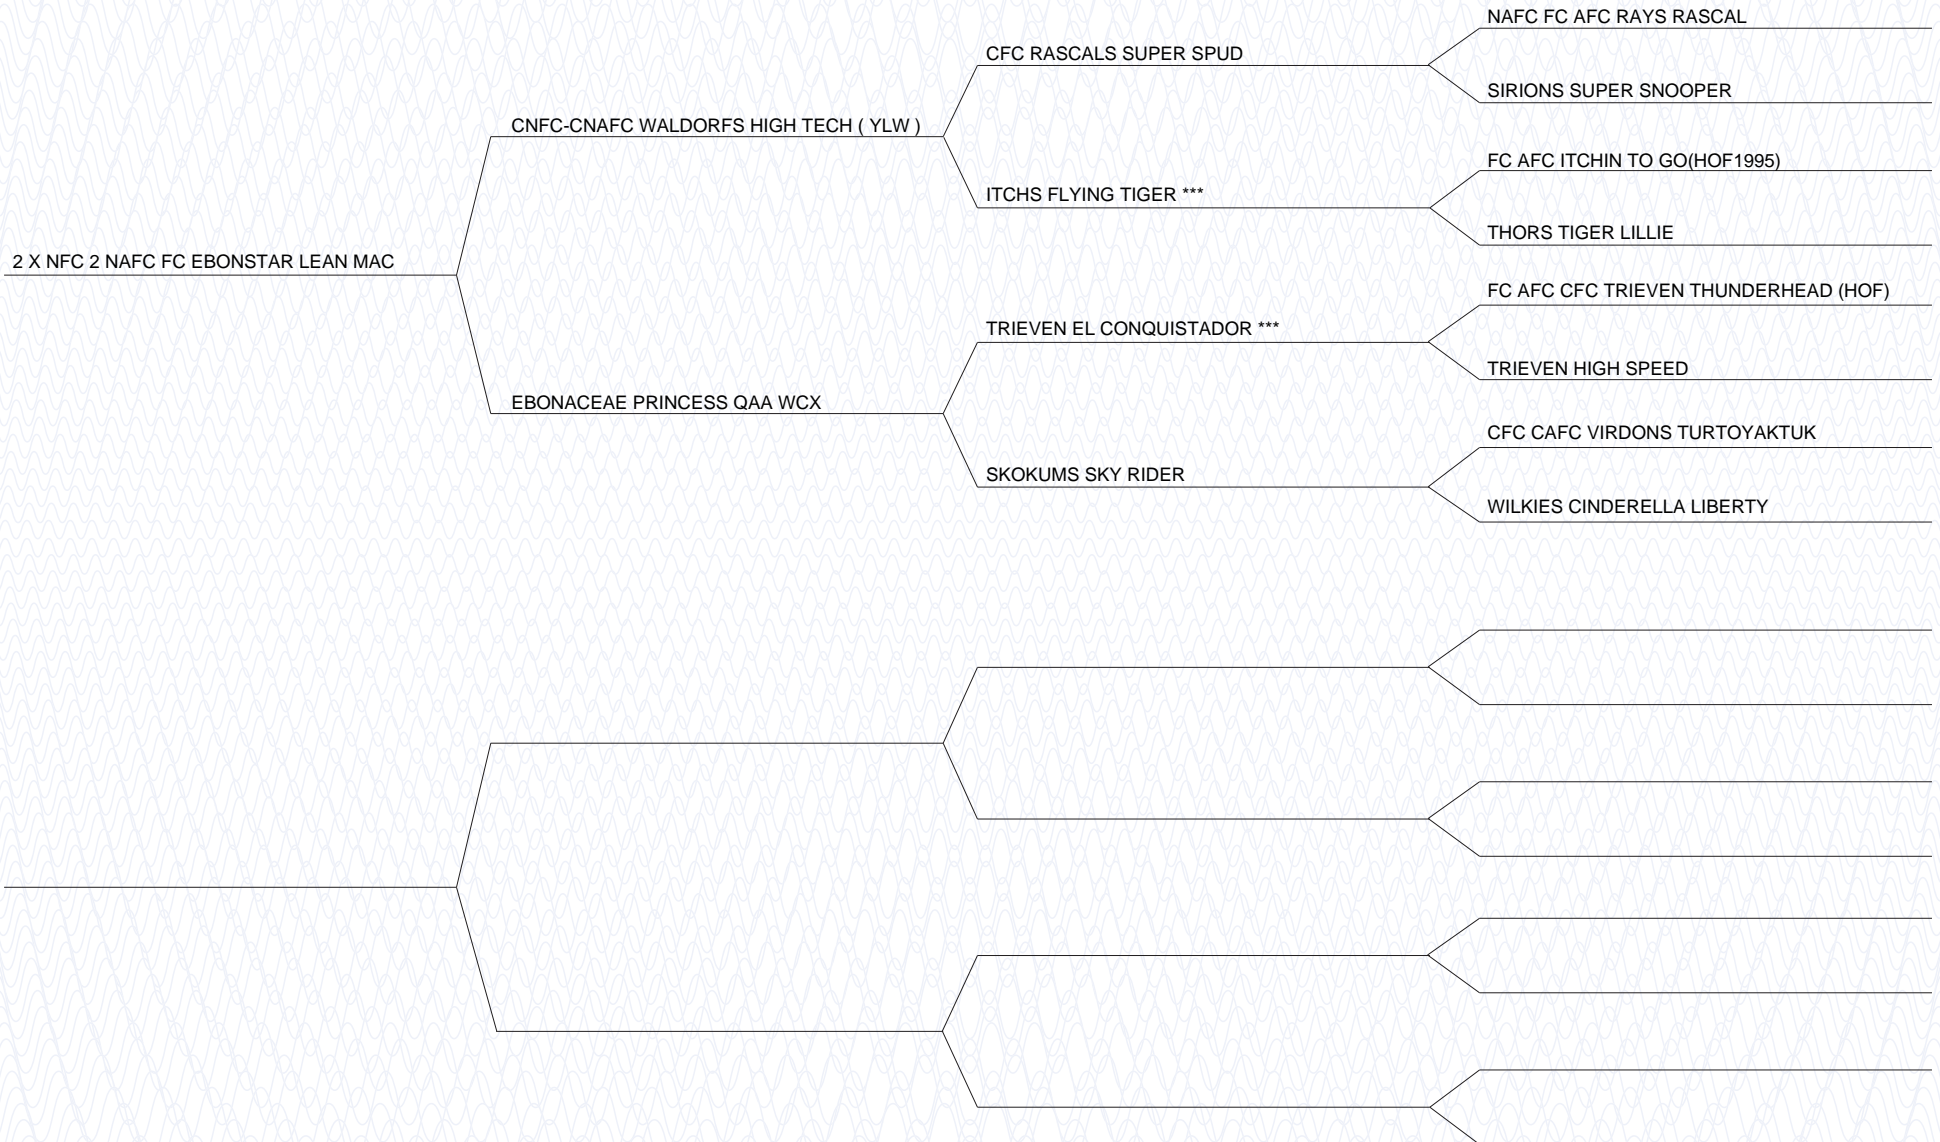 NAFC FC AFC RAYS RASCAL
CFC RASCALS SUPER SPUD
SIRIONS SUPER SNOOPER
CNFC-CNAFC WALDORFS HIGH TECH ( YLW )
FC AFC ITCHIN TO GO(HOF1995)
ITCHS FLYING TIGER ***
THORS TIGER LILLIE
2 X NFC 2 NAFC FC EBONSTAR LEAN MAC
FC AFC CFC TRIEVEN THUNDERHEAD (HOF)
TRIEVEN EL CONQUISTADOR ***
TRIEVEN HIGH SPEED
EBONACEAE PRINCESS QAA WCX
CFC CAFC VIRDONS TURTOYAKTUK
SKOKUMS SKY RIDER
WILKIES CINDERELLA LIBERTY